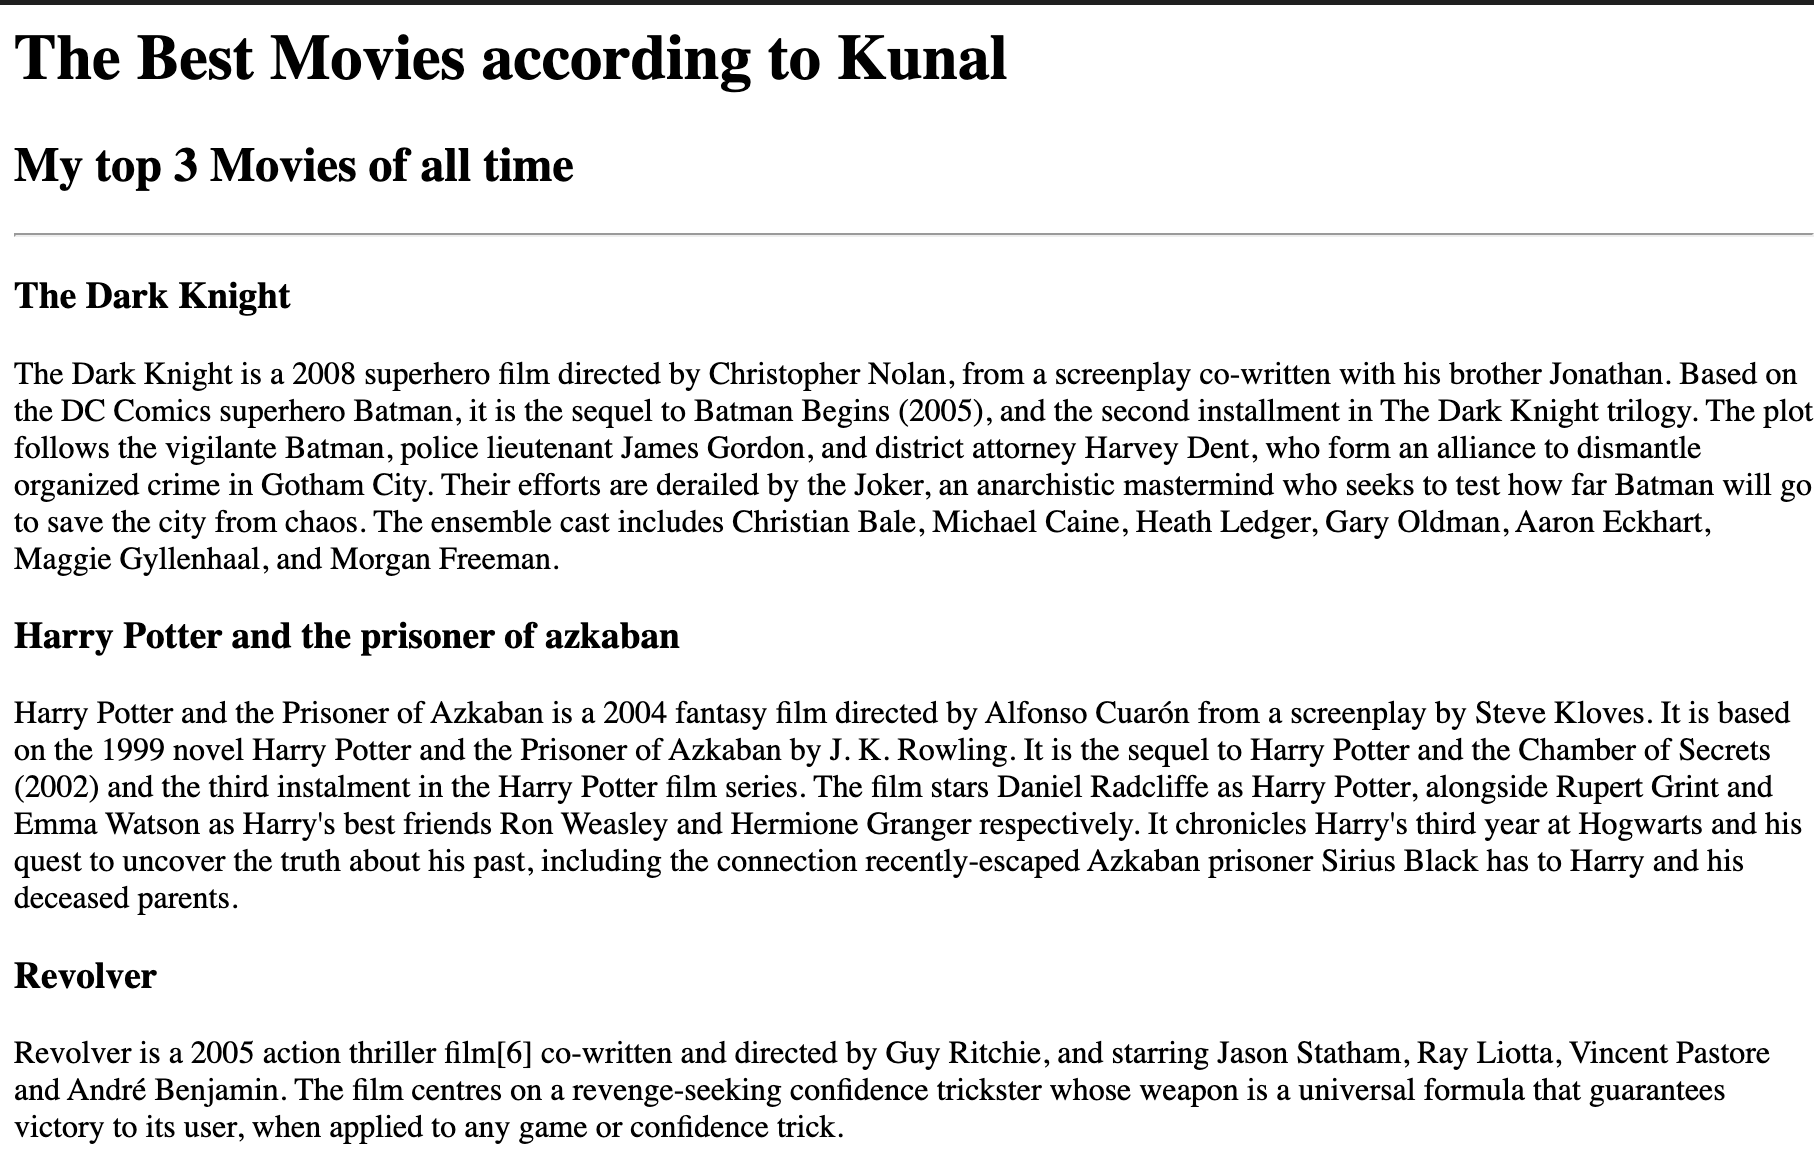 The Best Movies according to Kunal
My top 3 Movies of all time
The Dark Knight
The Dark Knight is a 2008 superhero film directed by Christopher Nolan, from a screenplay co-written with his brother Jonathan. Based on
the DC Comics superhero Batman, it is the sequel to Batman Begins (2005), and the second installment in The Dark Knight trilogy. The plot
follows the vigilante Batman, police lieutenant James Gordon, and district attorney Harvey Dent, who form an alliance to dismantle
organized crime in Gotham City. Their efforts are derailed by the Joker, an anarchistic mastermind who seeks to test how far Batman will go
to save the city from chaos. The ensemble cast includes Christian Bale, Michael Caine, Heath Ledger, Gary Oldman, Aaron Eckhart,
Maggie Gyllenhaal, and Morgan Freeman.
Harry Potter and the prisoner of azkaban
Harry Potter and the Prisoner of Azkaban is a 2004 fantasy film directed by Alfonso Cuarón from a screenplay by Steve Kloves. It is based
on the 1999 novel Harry Potter and the Prisoner of Azkaban by J. K. Rowling. It is the sequel to Harry Potter and the Chamber of Secrets
(2002) and the third instalment in the Harry Potter film series. The film stars Daniel Radcliffe as Harry Potter, alongside Rupert Grint and
Emma Watson as Harry's best friends Ron Weasley and Hermione Granger respectively. It chronicles Harry's third year at Hogwarts and his
quest to uncover the truth about his past, including the connection recently-escaped Azkaban prisoner Sirius Black has to Harry and his
deceased parents.
Revolver
Revolver is a 2005 action thriller film[6] co-written and directed by Guy Ritchie, and starring Jason Statham, Ray Liotta, Vincent Pastore
and André Benjamin. The film centres on a revenge-seeking confidence trickster whose weapon is a universal formula that guarantees
victory to its user, when applied to any game or confidence trick.